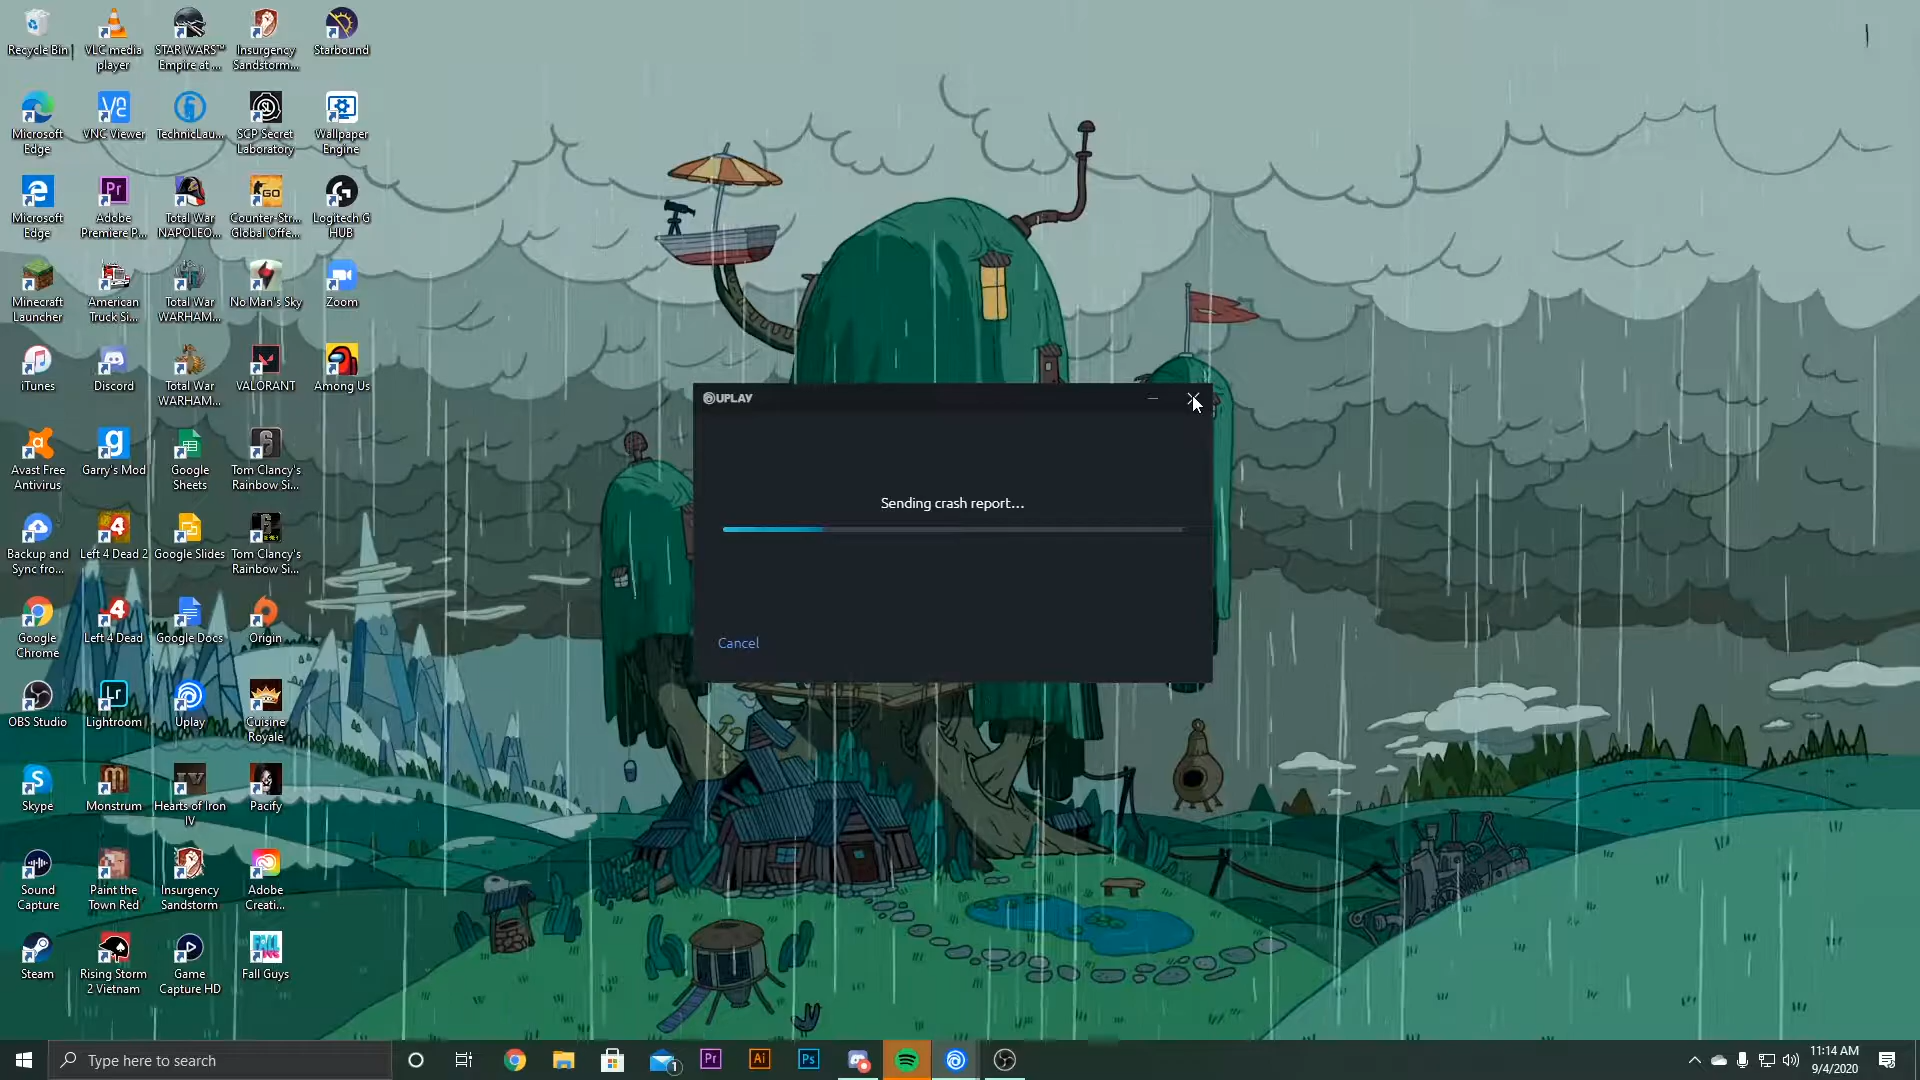 Recycle Bin
VLC media
player
STAR WARS™
Empire at ...
Insurgency
Sandstorm...
Starbound
Microsoft
Edge
VNC Viewer
TechnicLau...
SCP Secret
Laboratory
Wallpaper
Engine
Microsoft
Edge
Adobe
Premiere P...
Total War
NAPOLEO...
Counter-Str...
Global Offe...
Logitech G
HUB
Minecraft
Launcher
American
Truck Si...
Total War
WARHAM...
No Man's Sky
Zoom
iTunes
Discord
Total War
WARHAM...
VALORANT
Among Us
Avast Free
Antivirus
Garry's Mod
Google
Sheets
Tom Clancy's
Rainbow Si...
Backup and
Sync fro...
Left 4 Dead 2
Google Slides
Tom Clancy's
Rainbow Si...
Google
Chrome
Left 4 Dead
Google Docs
Origin
OBS Studio
Lightroom
Uplay
Cuisine
Royale
Skype
Monstrum
Hearts of Iron
IV
Pacify
Sound
Capture
Paint the
Town Red
Insurgency
Sandstorm
Adobe
Creati...
Steam
Rising Storm
2 Vietnam
Game
Capture HD
Fall Guys
UPLAY
Sending crash report...
Cancel
Type here to search
1
Pr
Ai
Ps
11:14 AM
9/4/2020